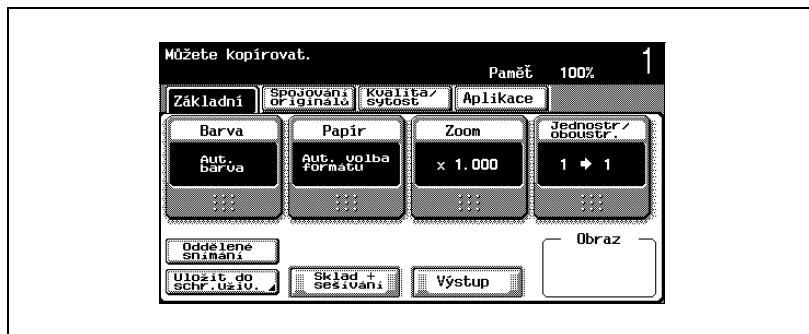 Můžete kopírovat.
Paměť 100% 1
Základní
Spojování
originálů
Kvalita/
sytost
Aplikace
Barva
Aut.
barva
Papír
Aut. volba
formátu
Zoom
x 1.000
Jednostr/
oboustr.
1 ➔ 1
Oddělené
snímání
Uložit do
schr.uživ.
Sklad +
sešívání
Výstup
Obraz